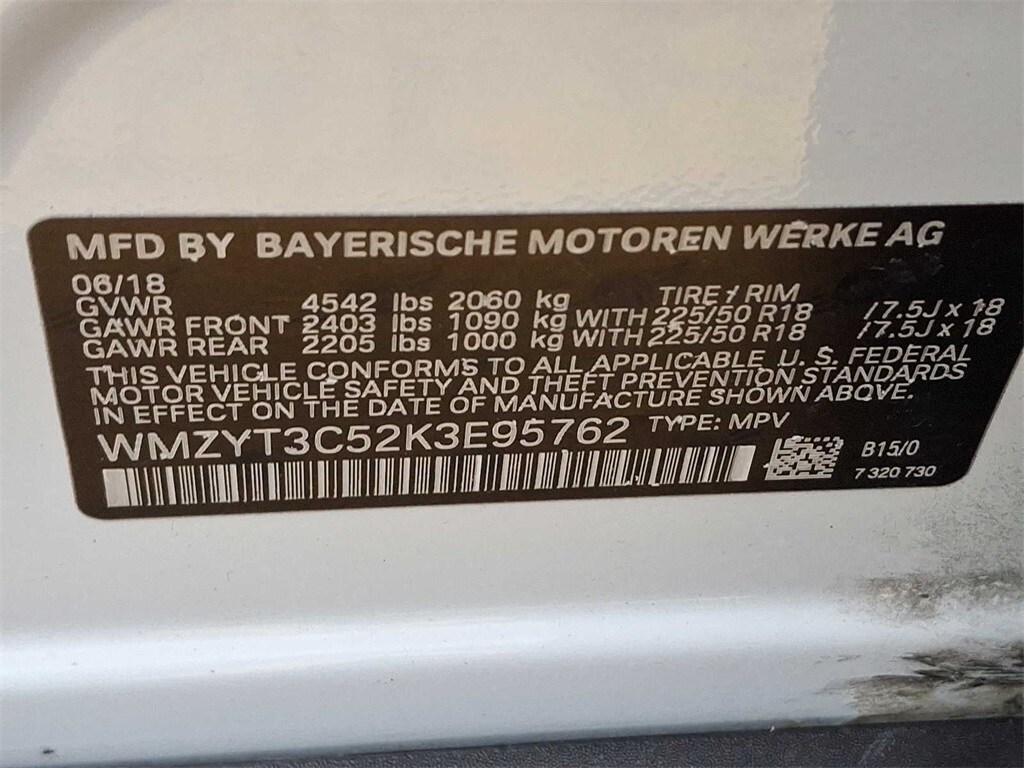 MFD BY BAYERISCHE MOTOREN WERKE AG
06/18 TIRE / RIM
GVWR 4542 lbs 2060 kg
GAWR FRONT 2403 lbs 1090 kg WITH 225/50 R18 /7.5J x 18
GAWR REAR 2205 lbs 1000 kg WITH 225/50 R18 /7.5J x 18
THIS VEHICLE CONFORMS TO ALL APPLICABLE U. S. FEDERAL
MOTOR VEHICLE SAFETY AND THEFT PREVENTION STANDARDS
IN EFFECT ON THE DATE OF MANUFACTURE SHOWN ABOVE.
WMZYT3C52K3E95762 TYPE: MPV
B15/0
7 320 730